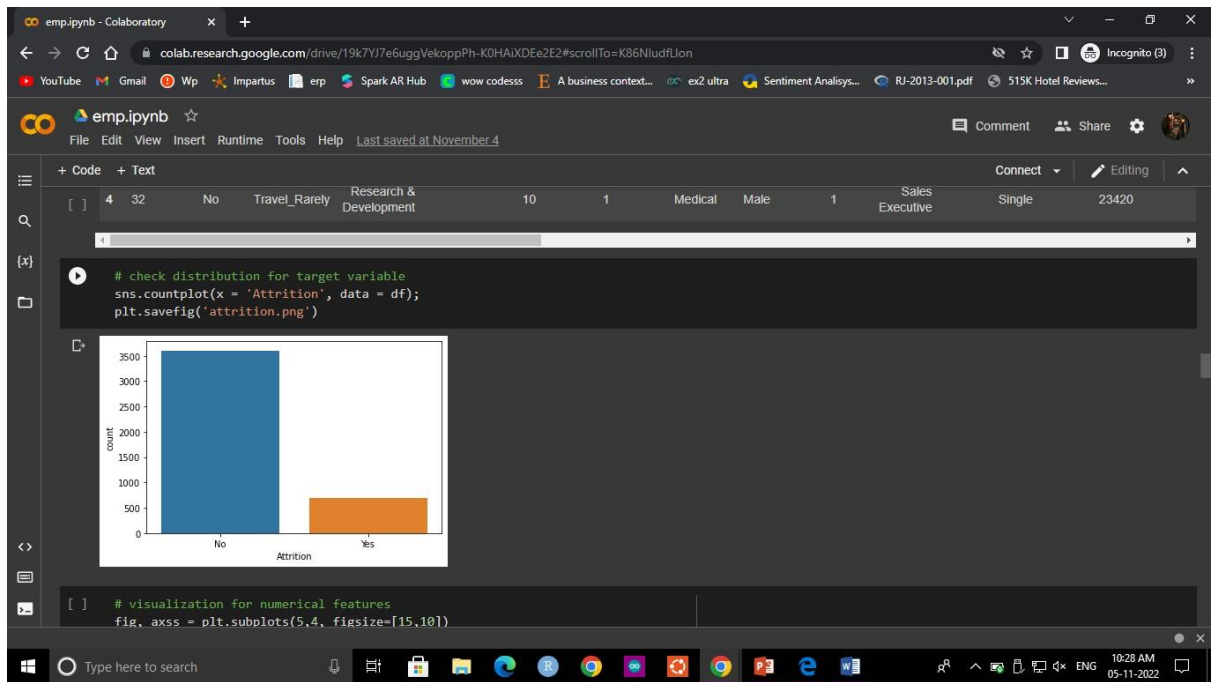 emp.ipynb - Colaboratory
colab.research.google.com/drive/19k7YJ7e6uggVekoppPh-K0HAiXDEe2E2#scrollTo=K86NIudfLIon
Incognito (3)
YouTube Gmail Wp Impartus erp Spark AR Hub wow codesss A business context... ex2 ultra Sentiment Analisys... RJ-2013-001.pdf 515K Hotel Reviews... »
emp.ipynb
Comment Share
File Edit View Insert Runtime Tools Help Last saved at November 4
+ Code + Text
Connect Editing
[ ] 4 32 No Travel_Rarely Research & Development 10 1 Medical Male 1 Sales Executive Single 23420
{x}
# check distribution for target variable
sns.countplot(x = 'Attrition', data = df);
plt.savefig('attrition.png')
3500
3000
2500
2000
1500
1000
500
0
count
No Yes
Attrition
<>
[ ] # visualization for numerical features
fig, axss = plt.subplots(5,4, figsize=[15,10])
Type here to search
ENG
10:28 AM
05-11-2022